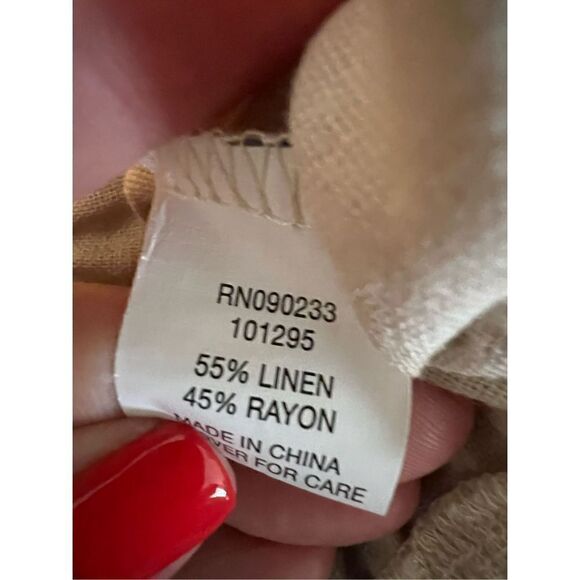 RN090233
101295
55% LINEN
45% RAYON
MADE IN CHINA
FOR CARE